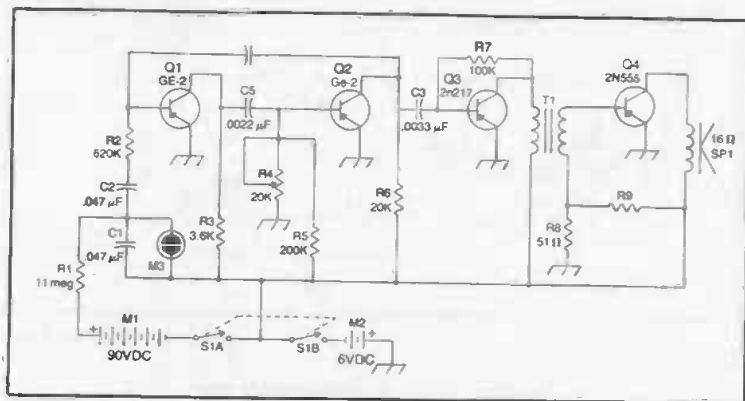 Q1
GE-2
Q2
Ge-2
Q3
2n217
R7
100K
Q4
2N555
C5
.0022 µF
C3
.0033 µF
T1
16 Ω
SP1
R2
620K
C2
.047 µF
R4
20K
R6
20K
R9
R8
51 Ω
C1
.047 µF
M3
R3
3.6K
R5
200K
R1
11 meg
+
M1
90VDC
S1A
S1B
M2
+
6VDC